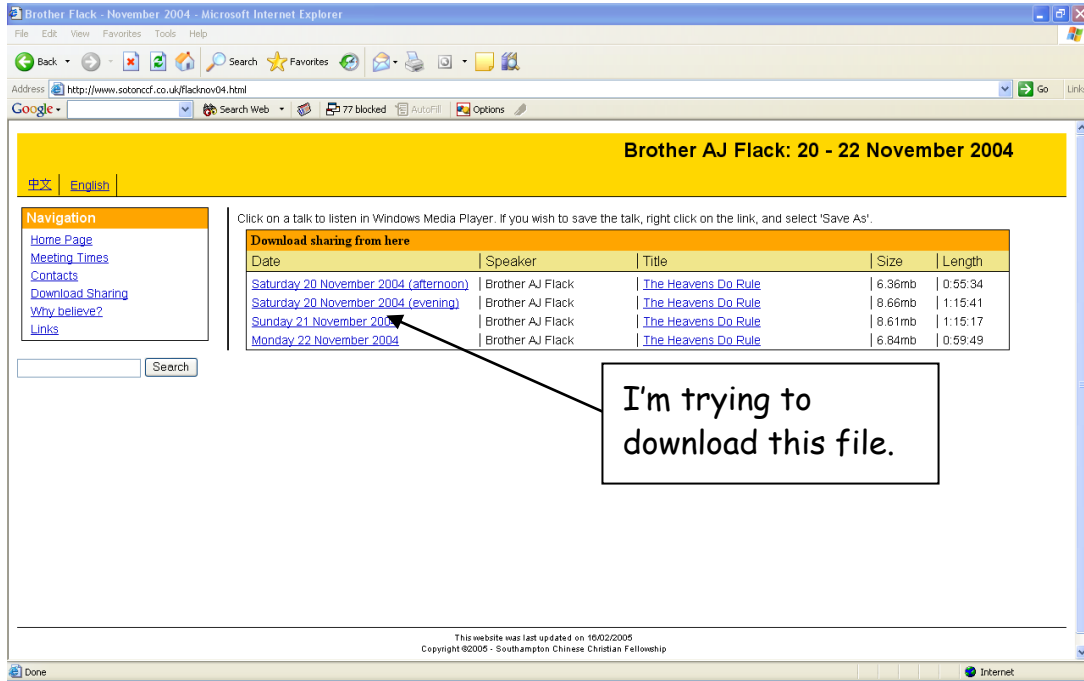 Brother Flack - November 2004 - Microsoft Internet Explorer
File Edit View Favorites Tools Help
Back Search Favorites
Address http://www.sotonccf.co.uk/flacknov04.html Go Links
Google Search Web 77 blocked AutoFill Options
Brother AJ Flack: 20 - 22 November 2004
中文 English
Navigation
Home Page
Meeting Times
Contacts
Download Sharing
Why believe?
Links
Search
Click on a talk to listen in Windows Media Player. If you wish to save the talk, right click on the link, and select 'Save As'.
Download sharing from here
Date Speaker Title Size Length
Saturday 20 November 2004 (afternoon) Brother AJ Flack The Heavens Do Rule 6.36mb 0:55:34
Saturday 20 November 2004 (evening) Brother AJ Flack The Heavens Do Rule 8.66mb 1:15:41
Sunday 21 November 2004 Brother AJ Flack The Heavens Do Rule 8.61mb 1:15:17
Monday 22 November 2004 Brother AJ Flack The Heavens Do Rule 6.84mb 0:59:49
I'm trying to
download this file.
This website was last updated on 16/02/2005
Copyright ©2005 - Southampton Chinese Christian Fellowship
Done Internet